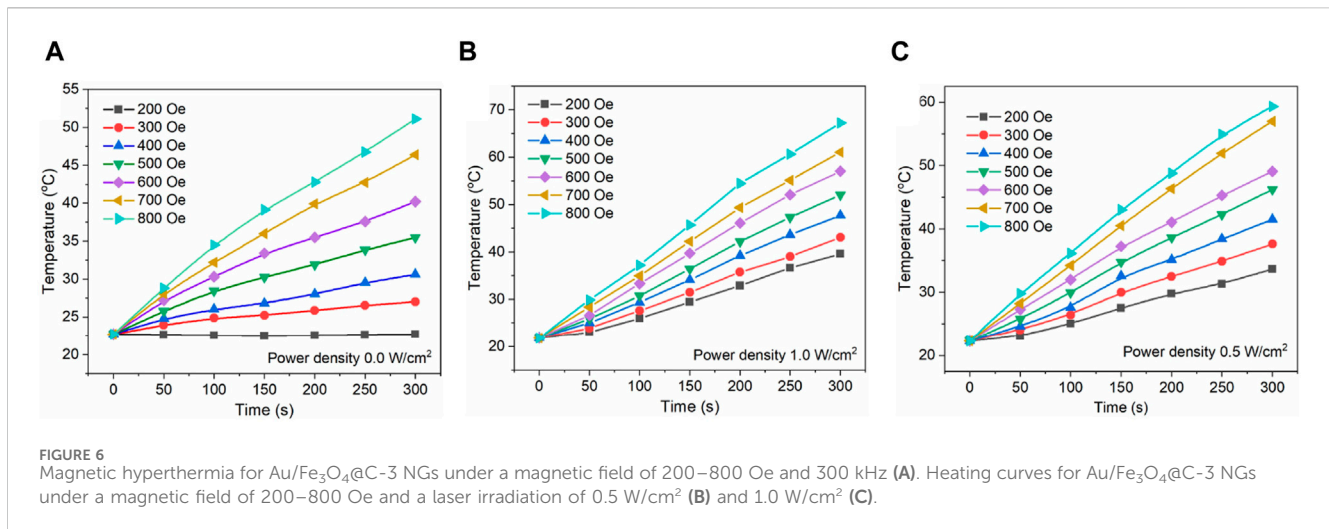 A
55
50
45
40
35
30
25
20
Temperature (ºC)
200 Oe
300 Oe
400 Oe
500 Oe
600 Oe
700 Oe
800 Oe
Power density 0.0 W/cm²
0 50 100 150 200 250 300
Time (s)
B
70
60
50
40
30
20
Temperature (ºC)
200 Oe
300 Oe
400 Oe
500 Oe
600 Oe
700 Oe
800 Oe
Power density 1.0 W/cm²
0 50 100 150 200 250 300
Time (s)
C
60
50
40
30
20
Temperature (ºC)
200 Oe
300 Oe
400 Oe
500 Oe
600 Oe
700 Oe
800 Oe
Power density 0.5 W/cm²
0 50 100 150 200 250 300
Time (s)
FIGURE 6
Magnetic hyperthermia for Au/Fe₃O₄@C-3 NGs under a magnetic field of 200–800 Oe and 300 kHz (A). Heating curves for Au/Fe₃O₄@C-3 NGs
under a magnetic field of 200–800 Oe and a laser irradiation of 0.5 W/cm² (B) and 1.0 W/cm² (C).